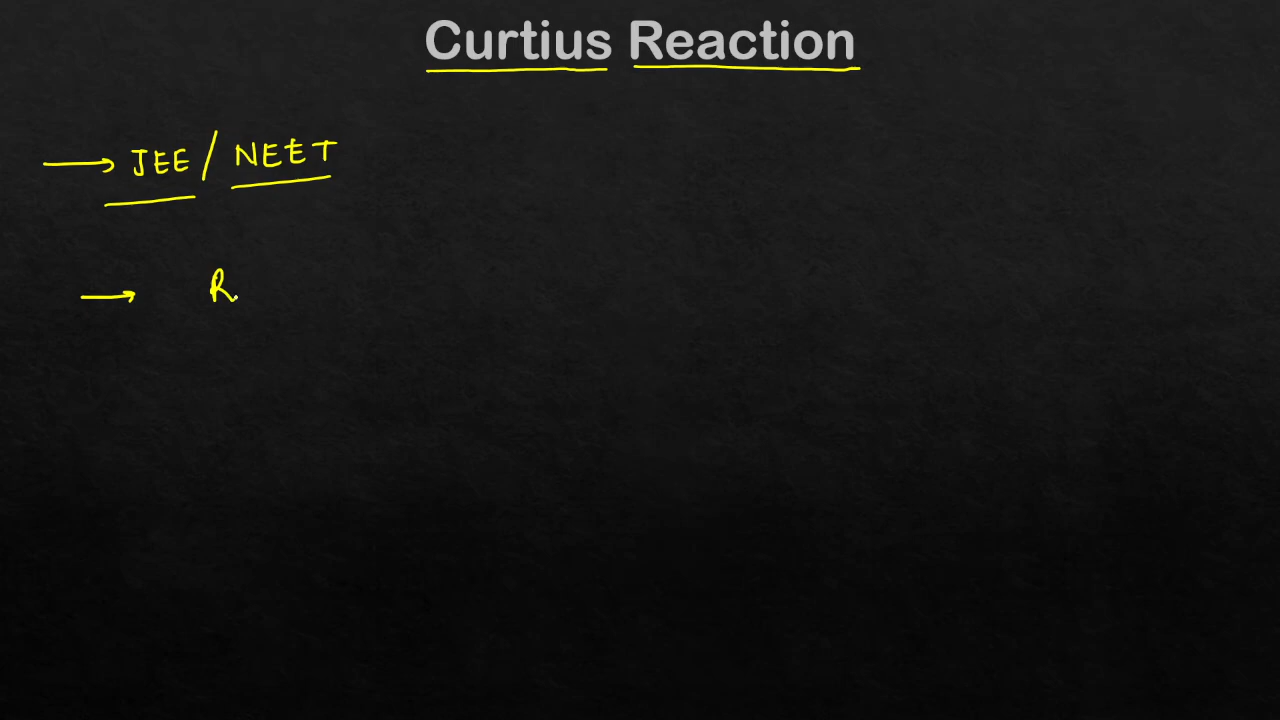 Curtius Reaction
→ JEE / NEET
→ R